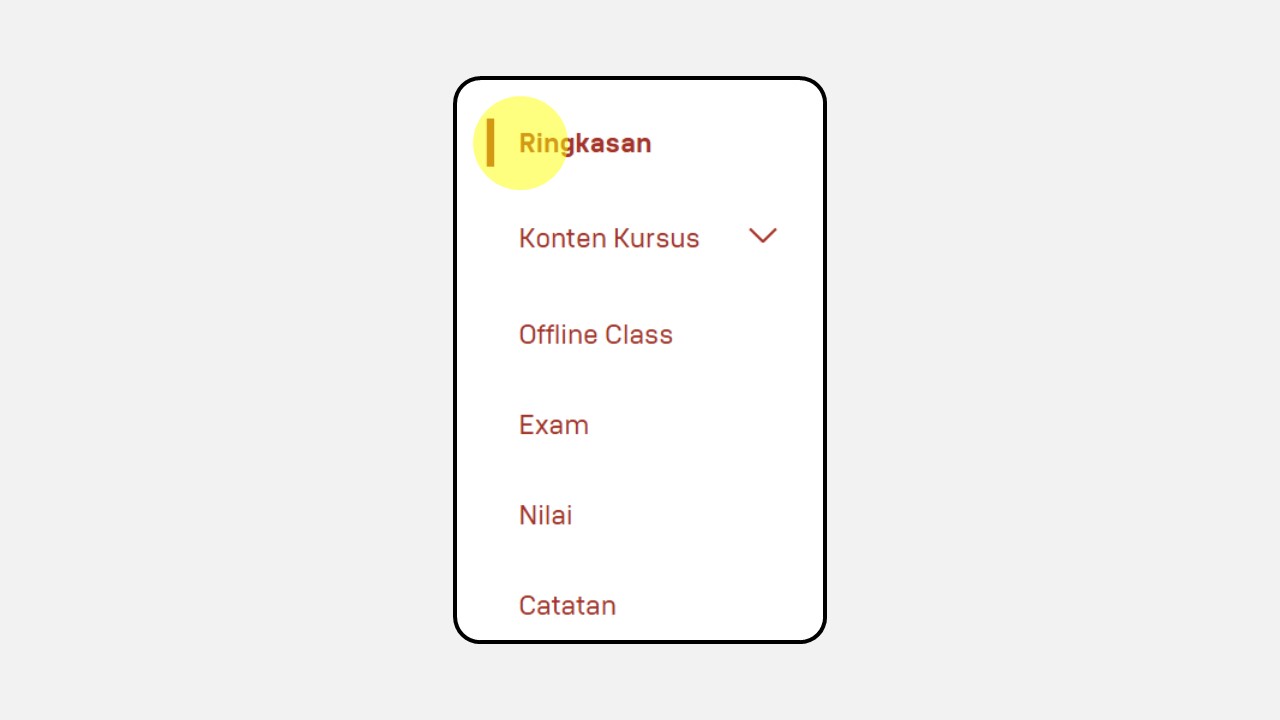 Ringkasan
Konten Kursus
Offline Class
Exam
Nilai
Catatan